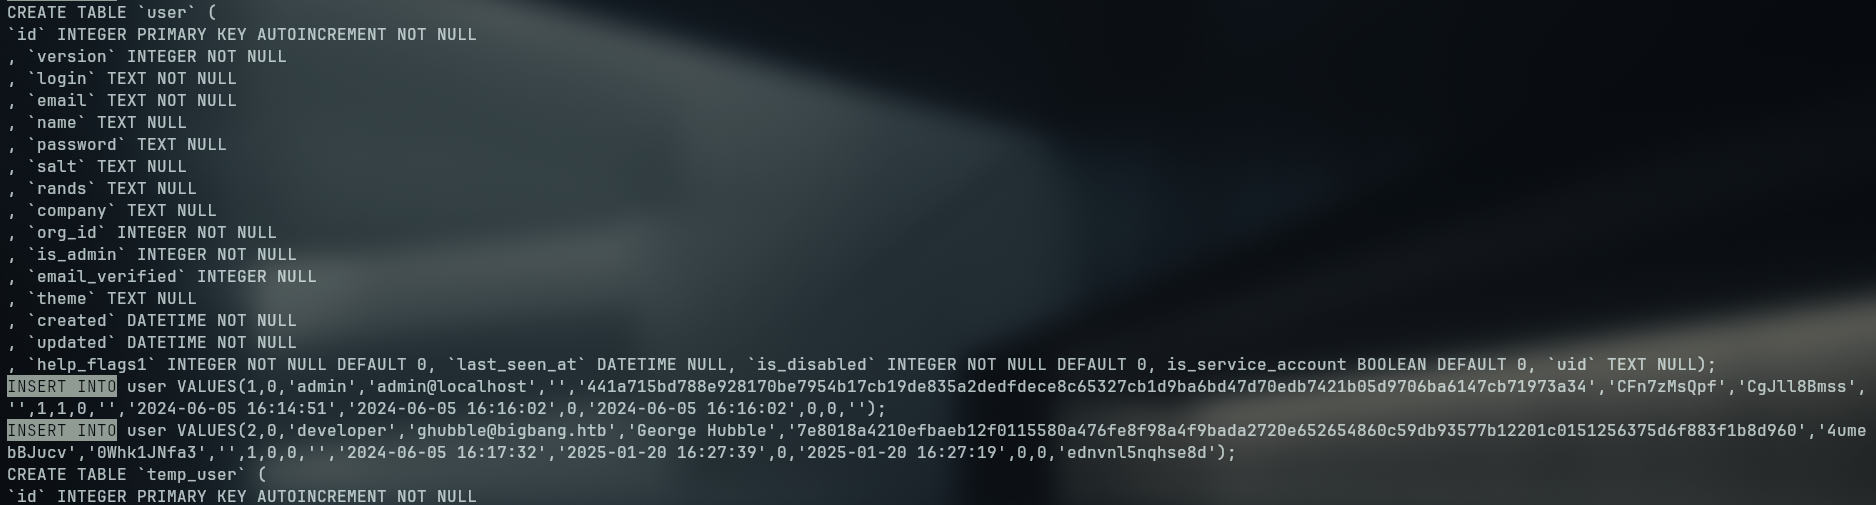 CREATE TABLE `user` (
`id` INTEGER PRIMARY KEY AUTOINCREMENT NOT NULL
, `version` INTEGER NOT NULL
, `login` TEXT NOT NULL
, `email` TEXT NOT NULL
, `name` TEXT NULL
, `password` TEXT NULL
, `salt` TEXT NULL
, `rands` TEXT NULL
, `company` TEXT NULL
, `org_id` INTEGER NOT NULL
, `is_admin` INTEGER NOT NULL
, `email_verified` INTEGER NULL
, `theme` TEXT NULL
, `created` DATETIME NOT NULL
, `updated` DATETIME NOT NULL
, `help_flags1` INTEGER NOT NULL DEFAULT 0, `last_seen_at` DATETIME NULL, `is_disabled` INTEGER NOT NULL DEFAULT 0, is_service_account BOOLEAN DEFAULT 0, `uid` TEXT NULL);
INSERT INTO user VALUES(1,0,'admin','admin@localhost','','441a715bd788e928170be7954b17cb19de835a2dedfdece8c65327cb1d9ba6bd47d70edb7421b05d9706ba6147cb71973a34','CFn7zMsQpf','CgJll8Bmss',
'',1,1,0,'','2024-06-05 16:14:51','2024-06-05 16:16:02',0,'2024-06-05 16:16:02',0,0,'');
INSERT INTO user VALUES(2,0,'developer','ghubble@bigbang.htb','George Hubble','7e8018a4210efbaeb12f0115580a476fe8f98a4f9bada2720e652654860c59db93577b12201c0151256375d6f883f1b8d960','4ume
bBJucv','0Whk1JNfa3','',1,0,0,'','2024-06-05 16:17:32','2025-01-20 16:27:39',0,'2025-01-20 16:27:19',0,0,'ednvnl5nqhse8d');
CREATE TABLE `temp_user` (
`id` INTEGER PRIMARY KEY AUTOINCREMENT NOT NULL